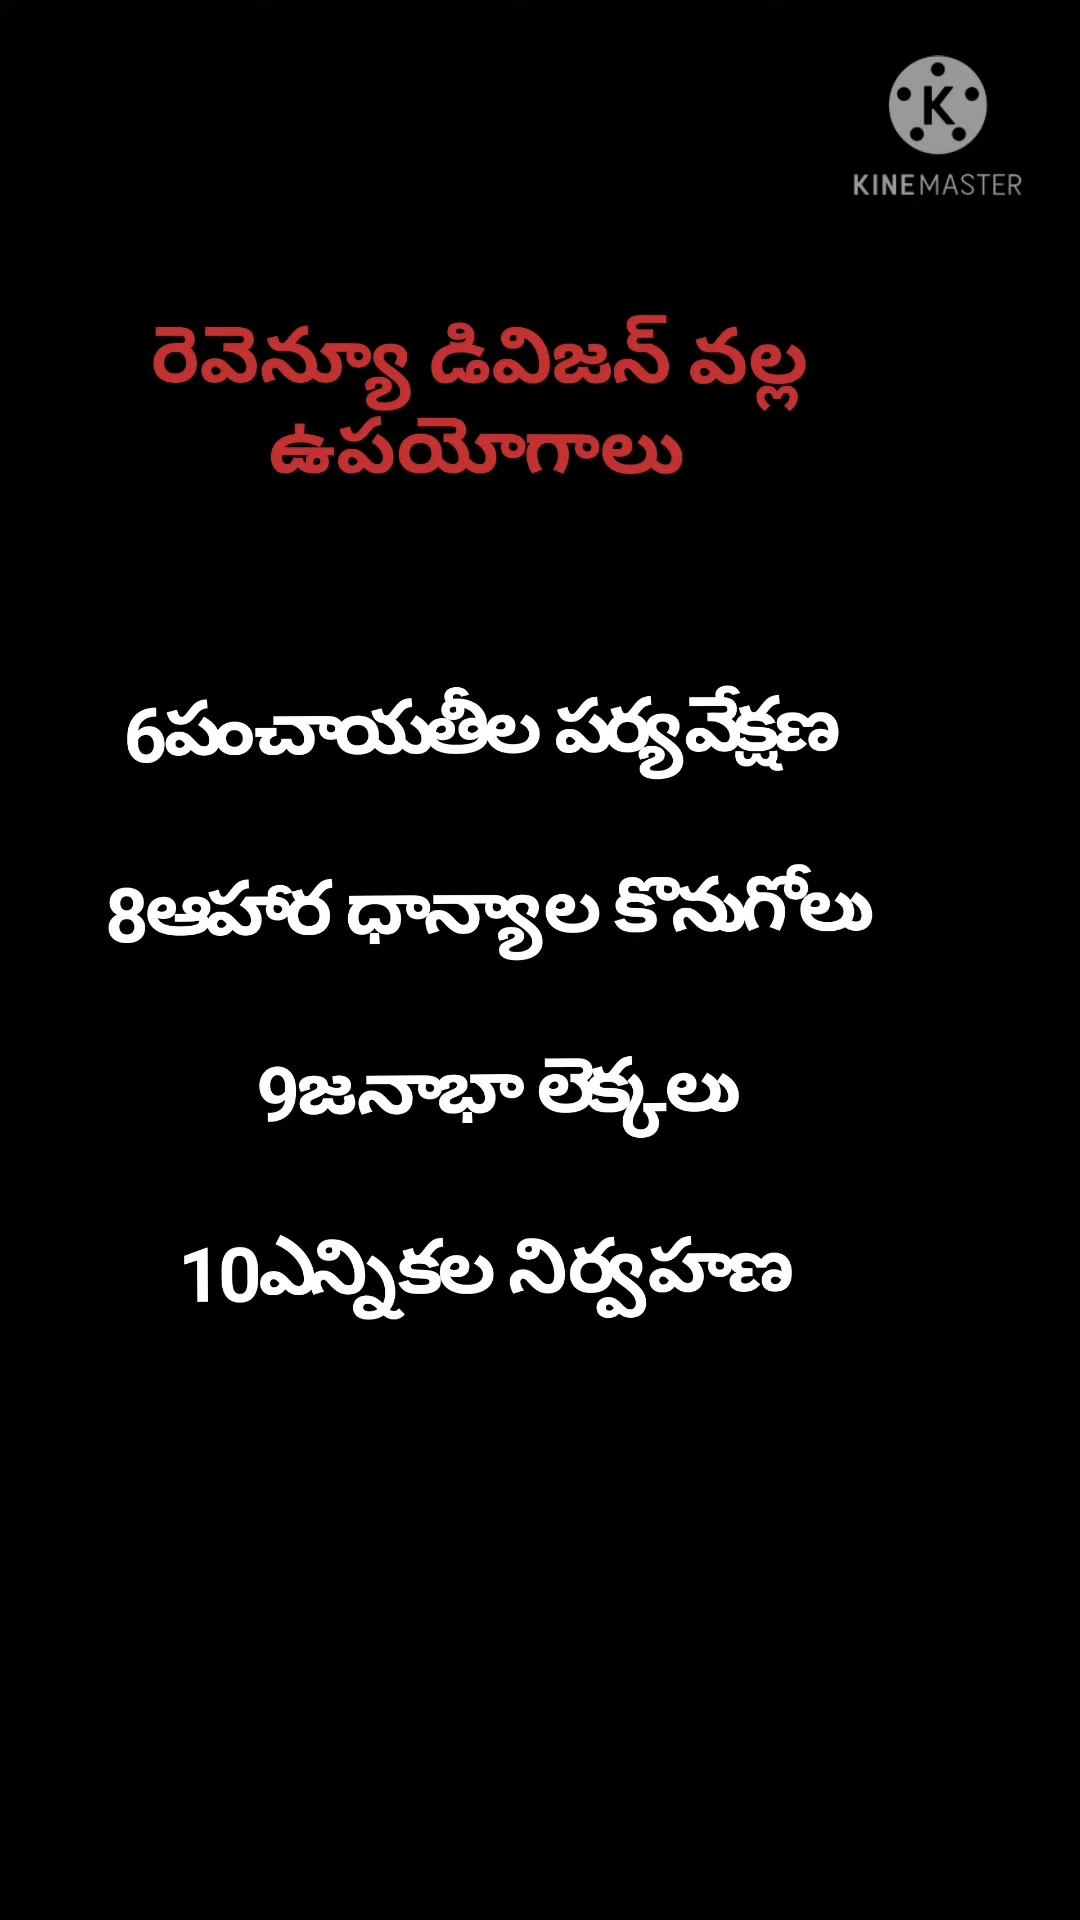 KINEMASTER
రెవెన్యూ డివిజన్ వల్ల
ఉపయోగాలు
6పంచాయతీల పర్యవేక్షణ
8ఆహార ధాన్యాల కొనుగోలు
9జనాభా లెక్కలు
10ఎన్నికల నిర్వహణ